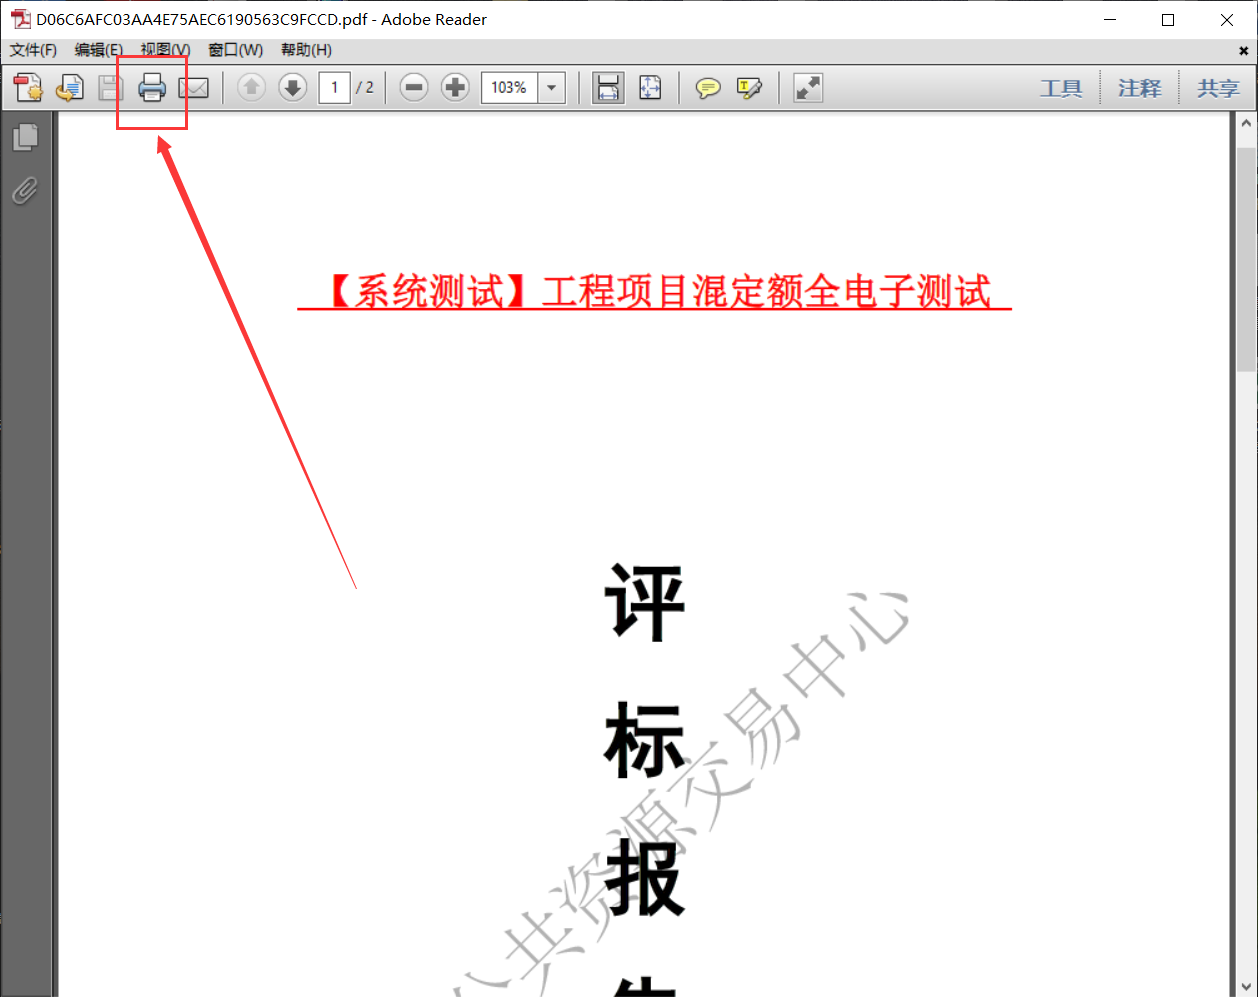 D06C6AFC03AA4E75AEC6190563C9FCCD.pdf - Adobe Reader
文件(F) 编辑(E) 视图(V) 窗口(W) 帮助(H)
1 / 2 103% 工具 注释 共享
【系统测试】工程项目混定额全电子测试
评
标
报
公共资源交易中心